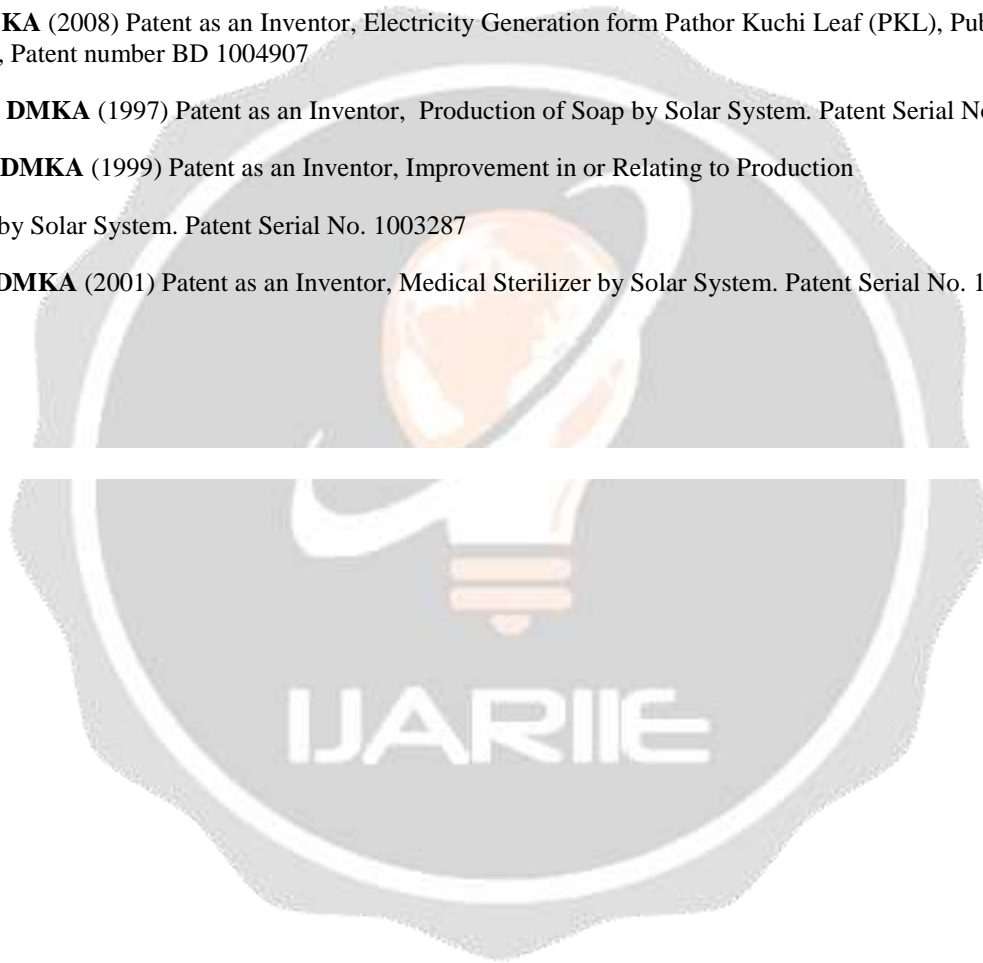 KA (2008) Patent as an Inventor, Electricity Generation form Pathor Kuchi Leaf (PKL), Pub
, Patent number BD 1004907
DMKA (1997) Patent as an Inventor, Production of Soap by Solar System. Patent Serial No
DMKA (1999) Patent as an Inventor, Improvement in or Relating to Production
by Solar System. Patent Serial No. 1003287
DMKA (2001) Patent as an Inventor, Medical Sterilizer by Solar System. Patent Serial No. 1
IJARIIE